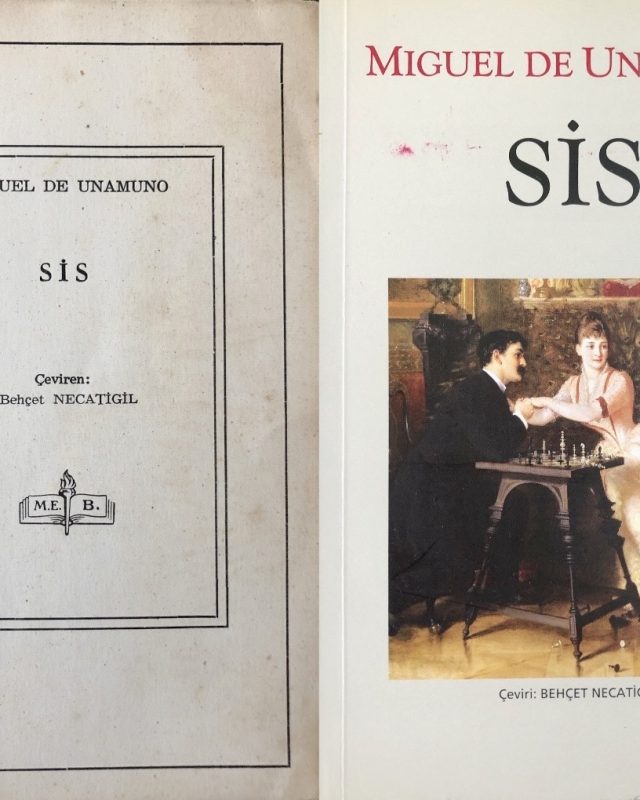 UEL DE UNAMUNO
SİS
Çeviren:
Behçet NECATİGİL
M.E. B.
MIGUEL DE UN
SİS
Çeviri: BEHÇET NECATİG